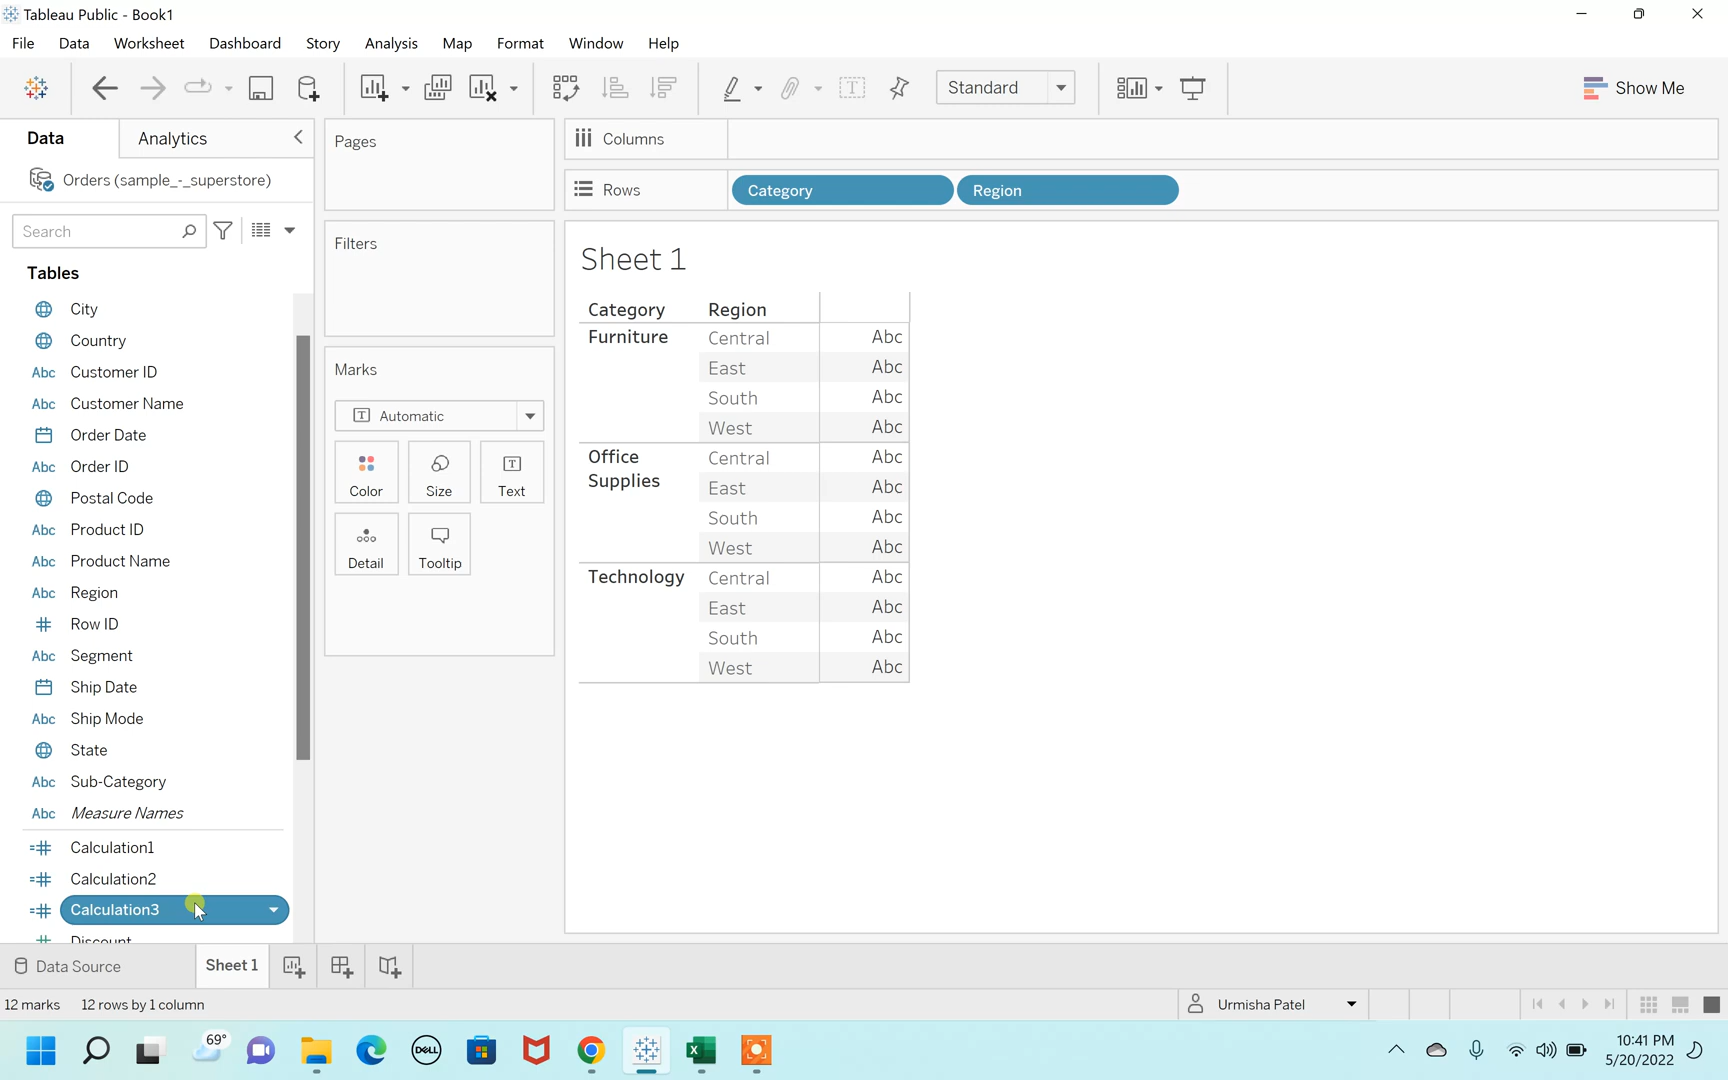 Tableau Public - Book1
File Data Worksheet Dashboard Story Analysis Map Format Window Help
Standard
Show Me
Data Analytics
Orders (sample_-_superstore)
Search
Tables
City
Country
Abc Customer ID
Abc Customer Name
Order Date
Abc Order ID
Postal Code
Abc Product ID
Abc Product Name
Abc Region
Row ID
Abc Segment
Ship Date
Abc Ship Mode
State
Abc Sub-Category
Abc Measure Names
=# Calculation1
=# Calculation2
=# Calculation3
# Discount
Pages
Filters
Marks
T Automatic
Color Size Text
Detail Tooltip
Columns
Rows Category Region
Sheet 1
Category Region
Furniture Central Abc
East Abc
South Abc
West Abc
Office Supplies Central Abc
East Abc
South Abc
West Abc
Technology Central Abc
East Abc
South Abc
West Abc
Data Source Sheet 1
12 marks 12 rows by 1 column
Urmisha Patel
69°
DELL
10:41 PM
5/20/2022